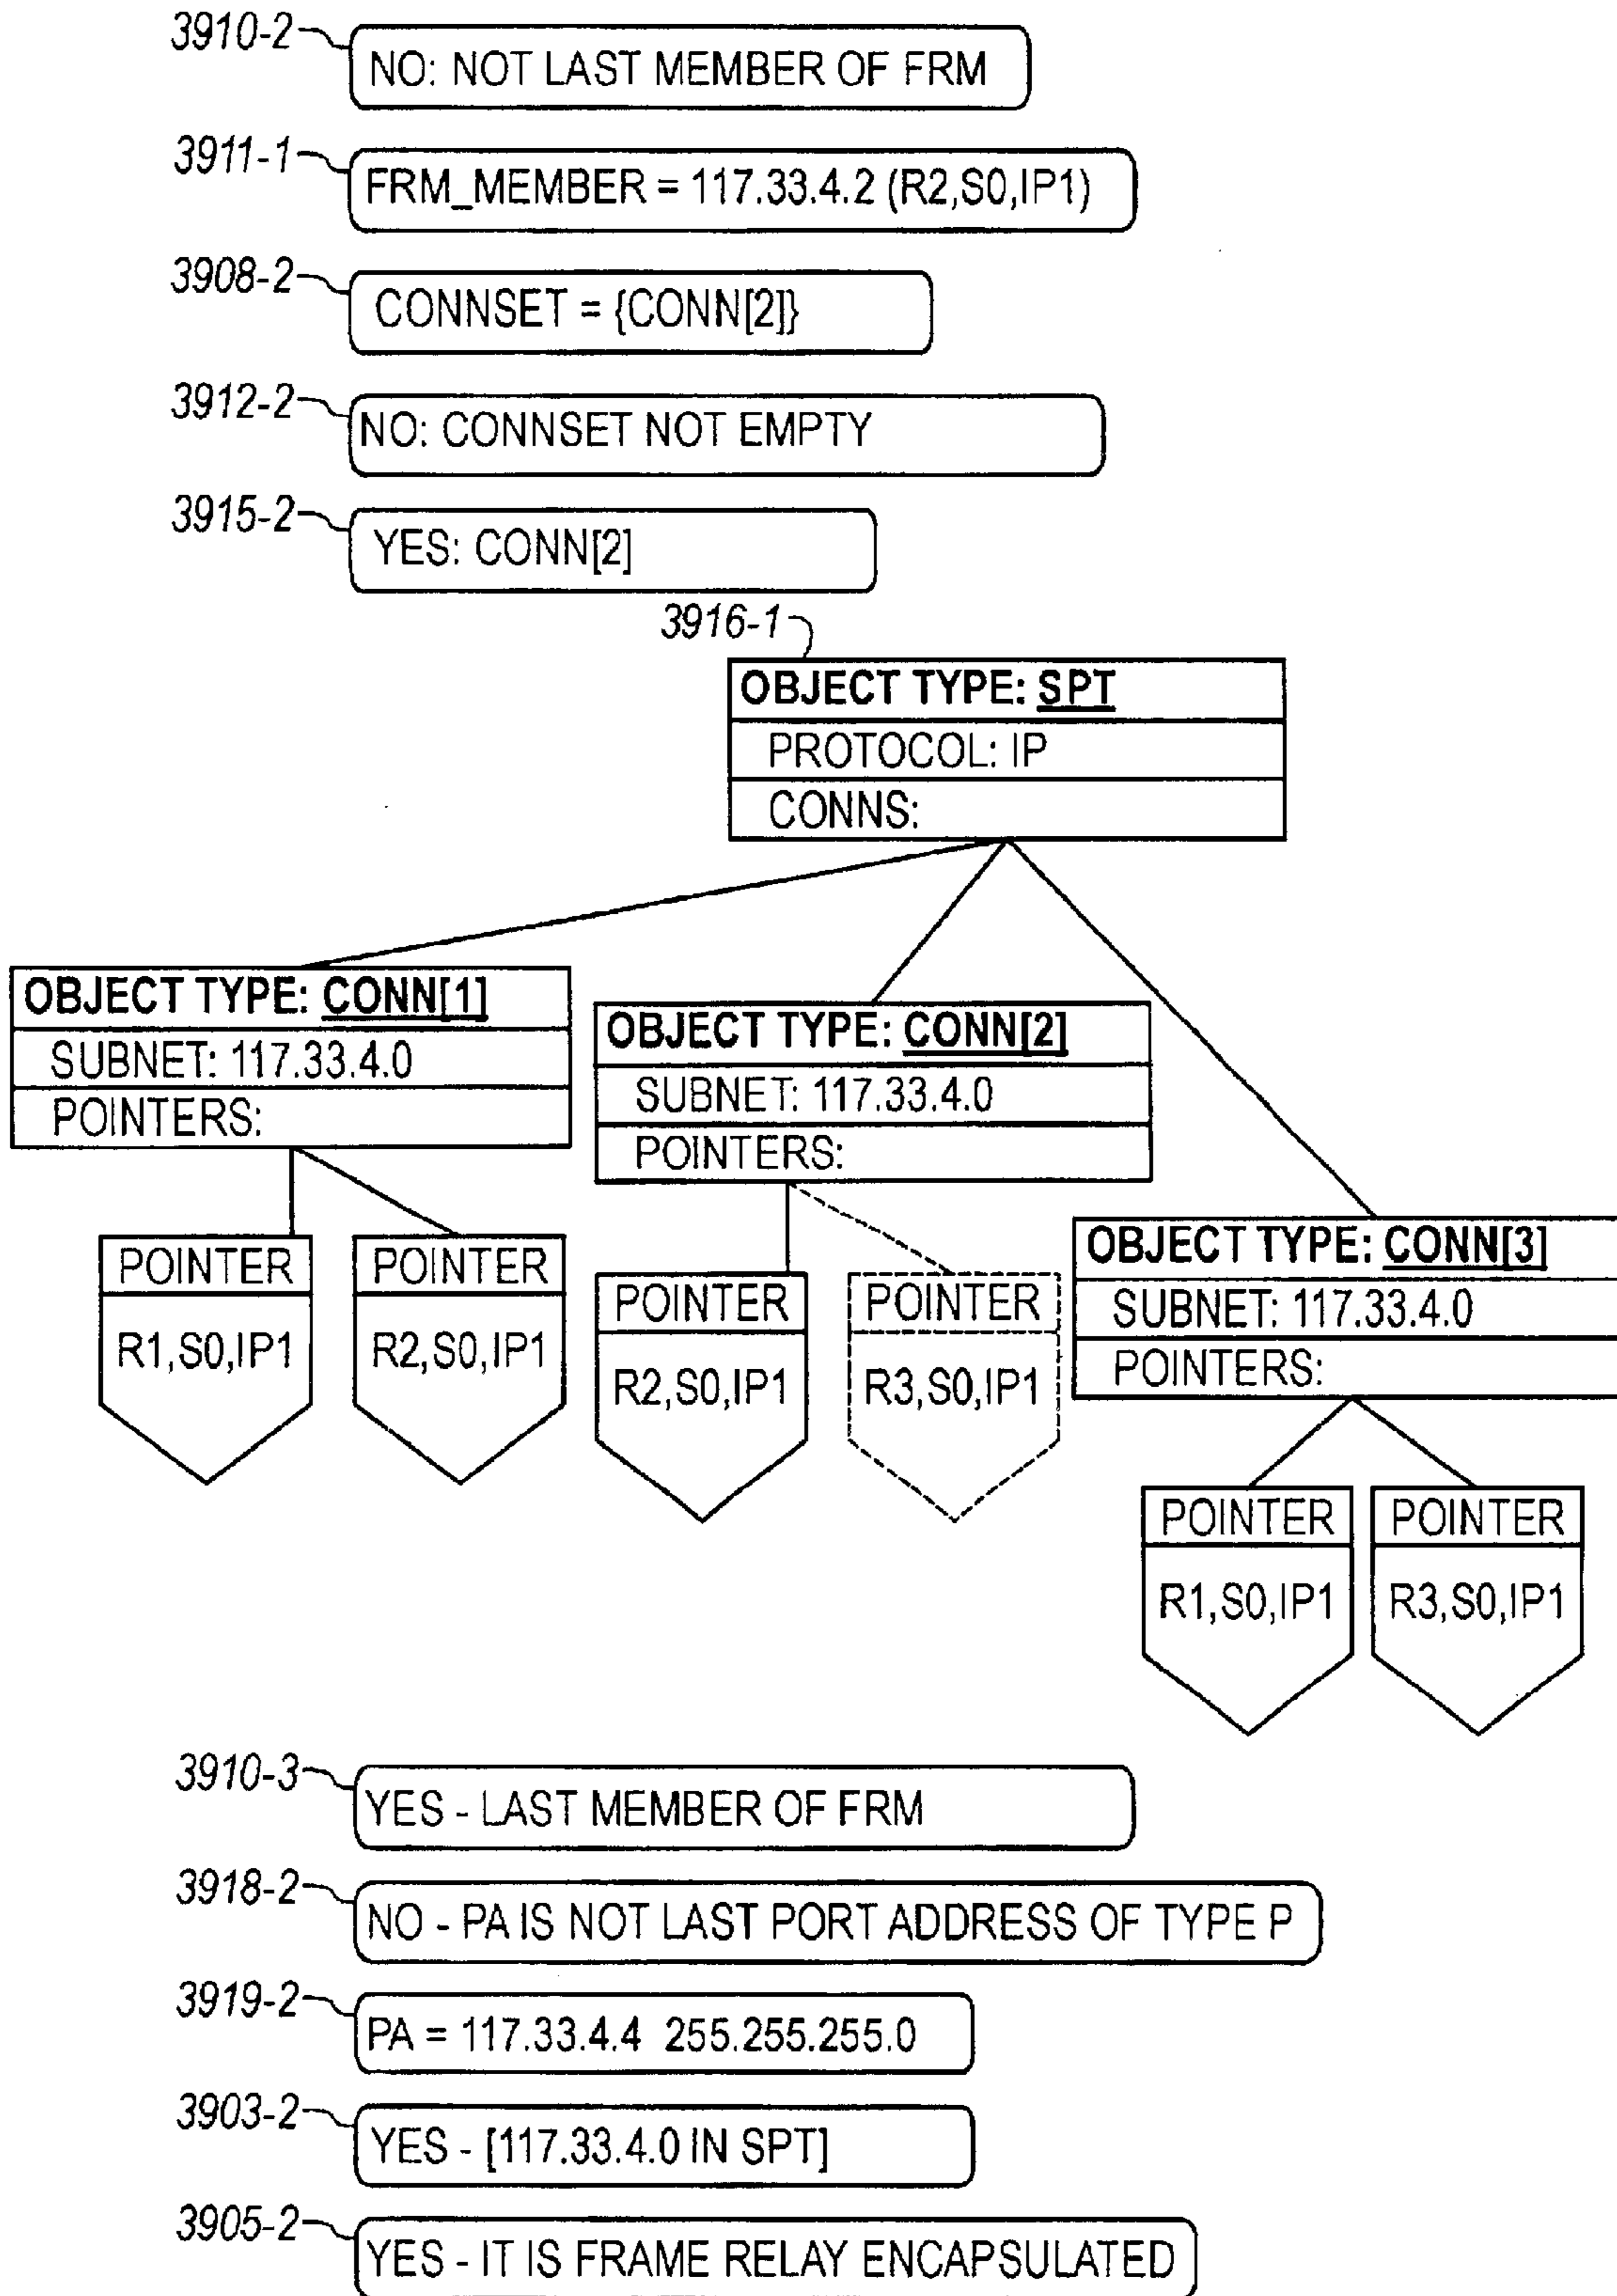 3910-2
NO: NOT LAST MEMBER OF FRM
3911-1
FRM_MEMBER = 117.33.4.2 (R2,S0,IP1)
3908-2
CONNSET = {CONN[2]}
3912-2
NO: CONNSET NOT EMPTY
3915-2
YES: CONN[2]
3916-1
OBJECT TYPE: SPT
PROTOCOL: IP
CONNS:
OBJECT TYPE: CONN[1]
SUBNET: 117.33.4.0
POINTERS:
POINTER
R1,S0,IP1
POINTER
R2,S0,IP1
OBJECT TYPE: CONN[2]
SUBNET: 117.33.4.0
POINTERS:
POINTER
R2,S0,IP1
POINTER
R3,S0,IP1
OBJECT TYPE: CONN[3]
SUBNET: 117.33.4.0
POINTERS:
POINTER
R1,S0,IP1
POINTER
R3,S0,IP1
3910-3
YES - LAST MEMBER OF FRM
3918-2
NO - PA IS NOT LAST PORT ADDRESS OF TYPE P
3919-2
PA = 117.33.4.4 255.255.255.0
3903-2
YES - [117.33.4.0 IN SPT]
3905-2
YES - IT IS FRAME RELAY ENCAPSULATED